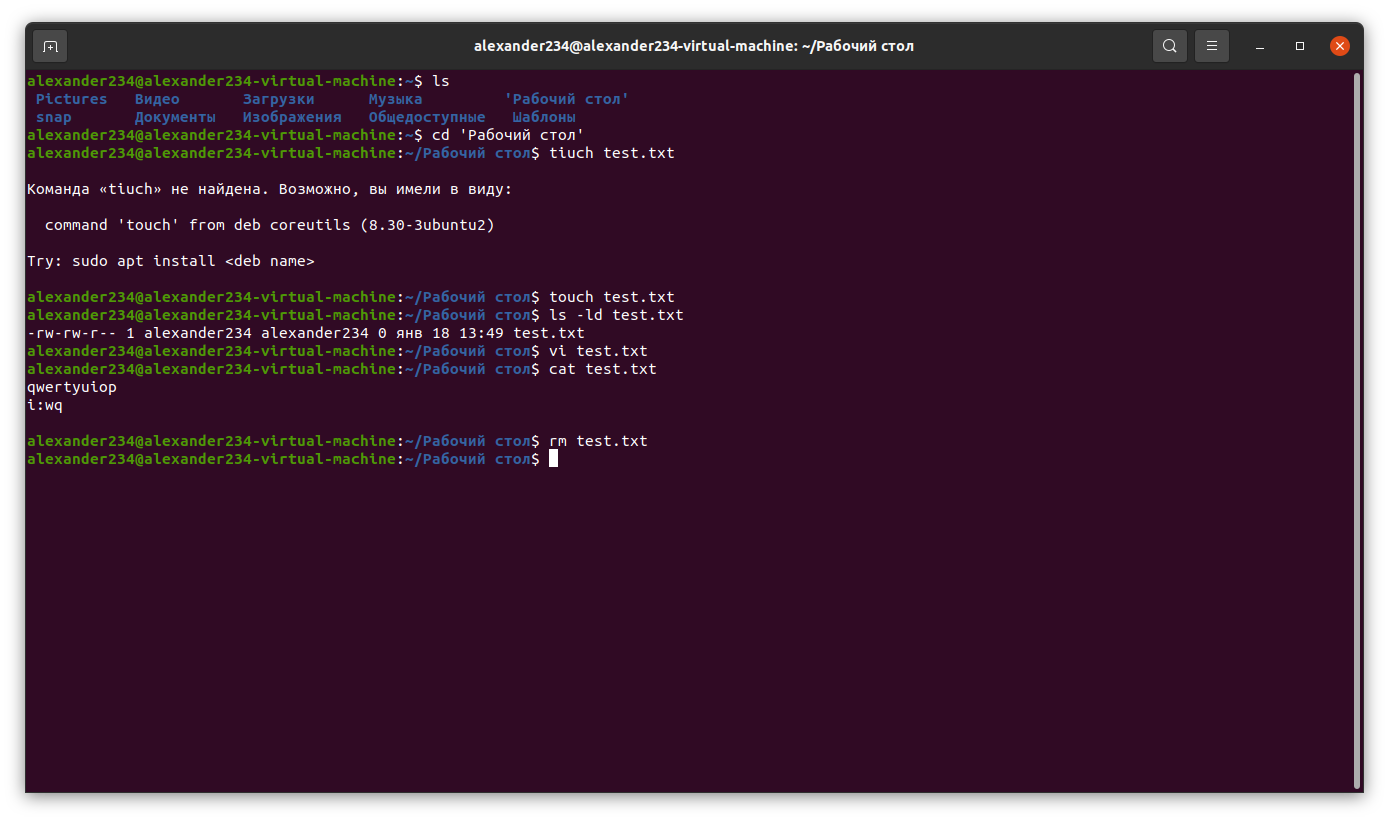 alexander234@alexander234-virtual-machine: ~/Рабочий стол
alexander234@alexander234-virtual-machine:~$ ls
Pictures Видео Загрузки Музыка 'Рабочий стол'
snap Документы Изображения Общедоступные Шаблоны
alexander234@alexander234-virtual-machine:~$ cd 'Рабочий стол'
alexander234@alexander234-virtual-machine:~/Рабочий стол$ tiuch test.txt
Команда «tiuch» не найдена. Возможно, вы имели в виду:
command 'touch' from deb coreutils (8.30-3ubuntu2)
Try: sudo apt install <deb name>
alexander234@alexander234-virtual-machine:~/Рабочий стол$ touch test.txt
alexander234@alexander234-virtual-machine:~/Рабочий стол$ ls -ld test.txt
-rw-rw-r-- 1 alexander234 alexander234 0 янв 18 13:49 test.txt
alexander234@alexander234-virtual-machine:~/Рабочий стол$ vi test.txt
alexander234@alexander234-virtual-machine:~/Рабочий стол$ cat test.txt
qwertyuiop
i:wq
alexander234@alexander234-virtual-machine:~/Рабочий стол$ rm test.txt
alexander234@alexander234-virtual-machine:~/Рабочий стол$